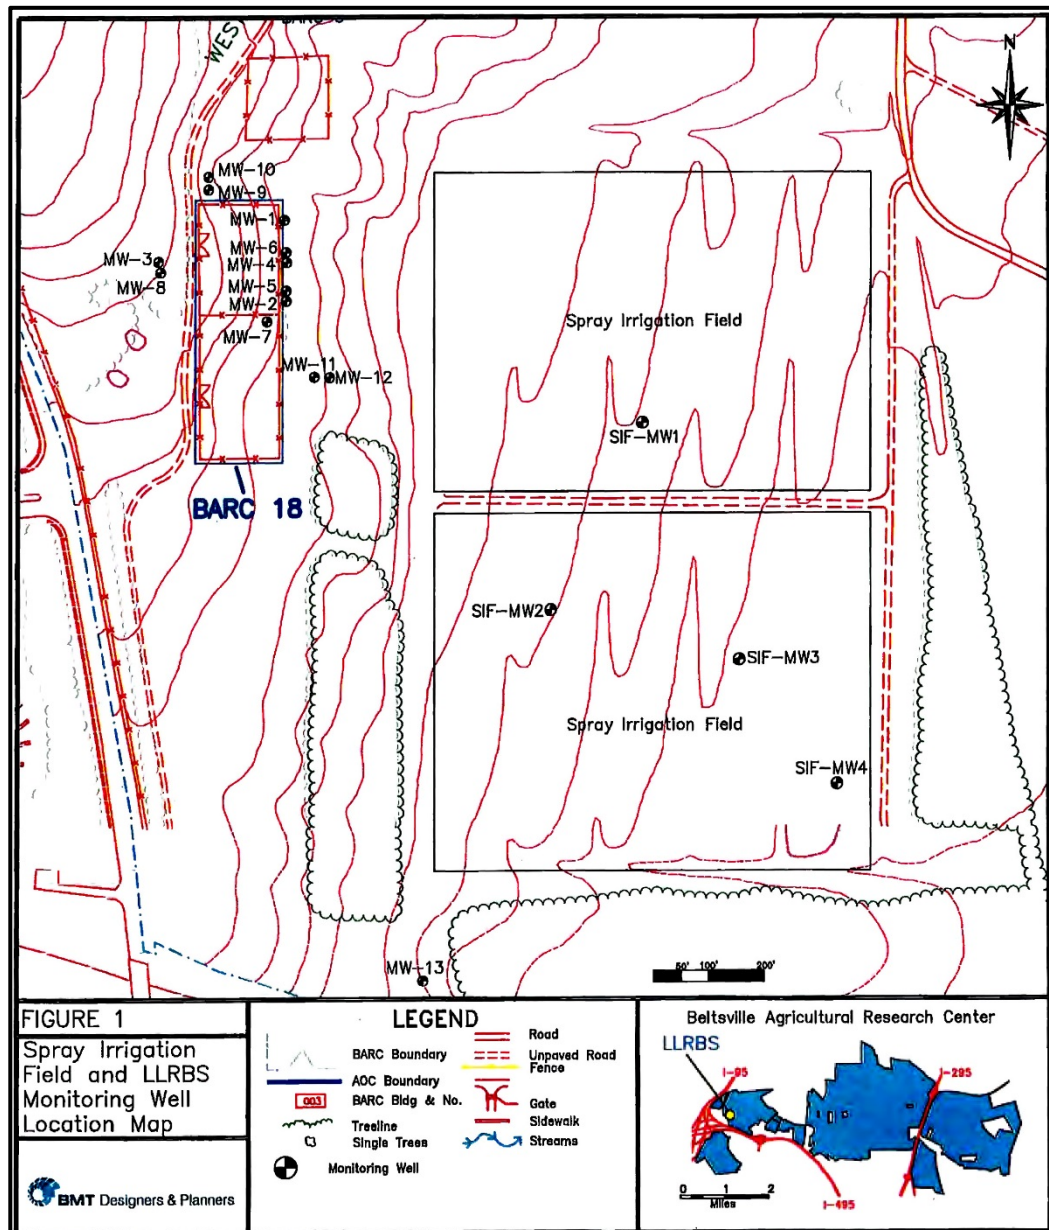 WES
N
MW-10
MW-9
MW-1
MW-6
MW-4
MW-3
MW-8
MW-5
MW-2
MW-7
MW-11
MW-12
BARC 18
Spray Irrigation Field
SIF-MW1
SIF-MW2
SIF-MW3
Spray Irrigation Field
SIF-MW4
MW-13
50' 100' 200'
FIGURE 1
Spray Irrigation
Field and LLRBS
Monitoring Well
Location Map
BMT Designers & Planners
LEGEND
BARC Boundary
AOC Boundary
003 BARC Bldg & No.
Treeline
Single Trees
Monitoring Well
Road
Unpaved Road
Fence
Gate
Sidewalk
Streams
Beltsville Agricultural Research Center
LLRBS
I-95
I-295
I-495
0 1 2
Miles